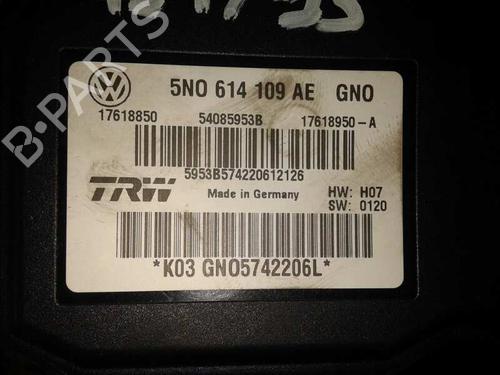 B-PARTS
5N0 614 109 AE GNO
17618850 54085953B 17618950-A
5953B574220612126
TRW Made in Germany HW: H07
SW: 0120
*K03 GNO5742206L*